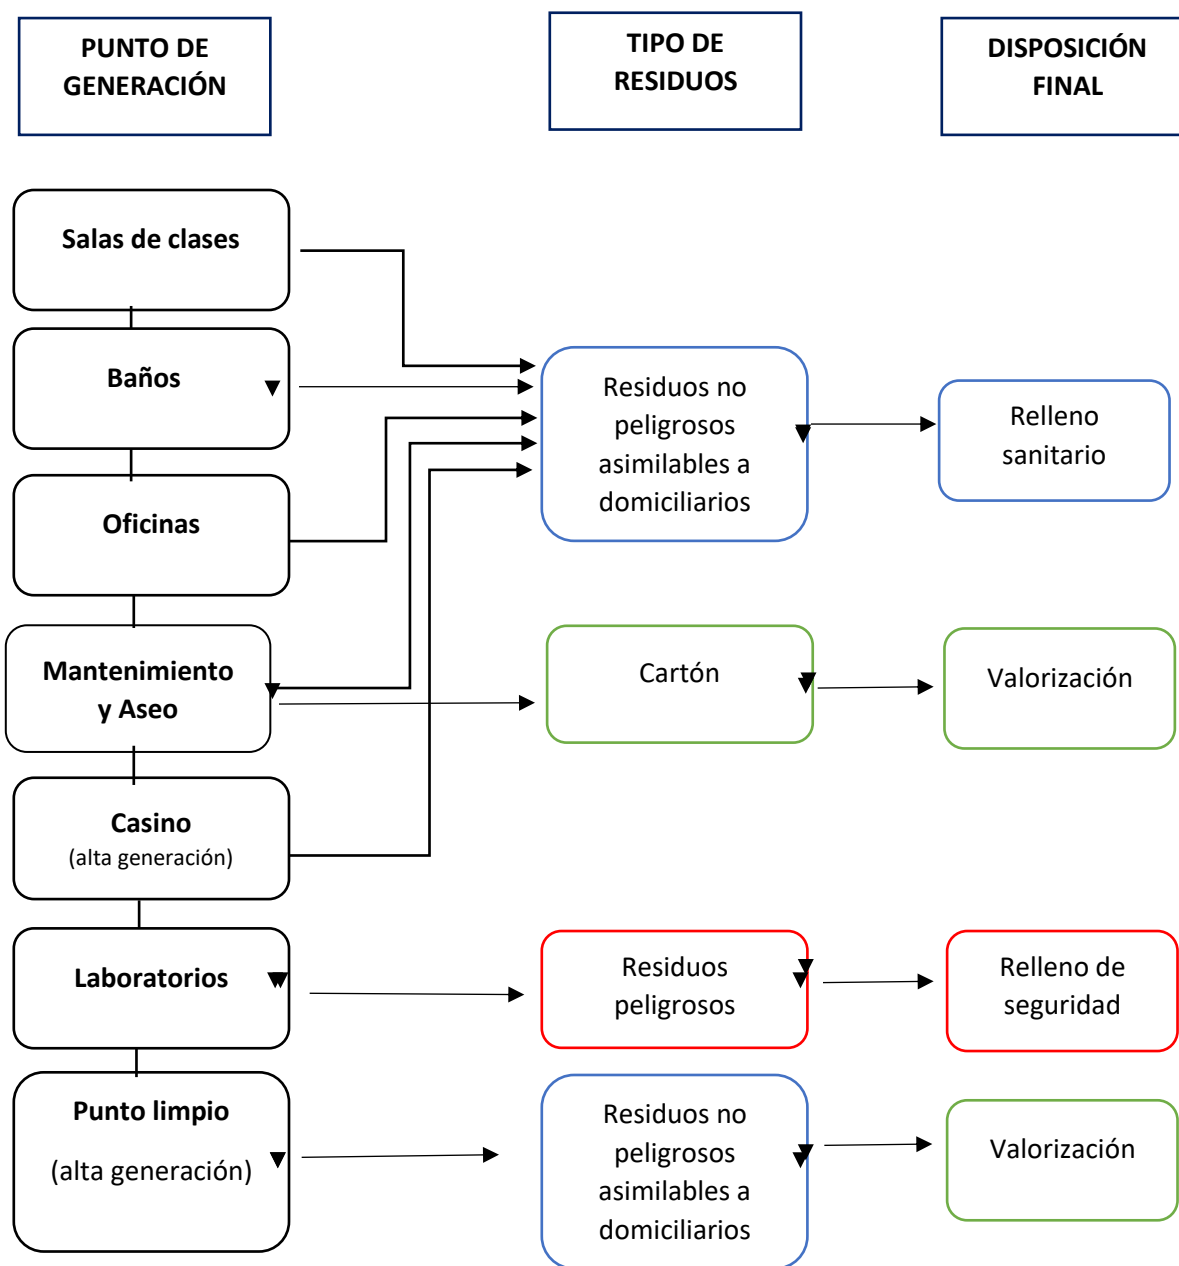 PUNTO DE
GENERACIÓN
TIPO DE
RESIDUOS
DISPOSICIÓN
FINAL
Salas de clases
Baños
Oficinas
Mantenimiento
y Aseo
Casino
(alta generación)
Laboratorios
Punto limpio
(alta generación)
Residuos no
peligrosos
asimilables a
domiciliarios
Cartón
Residuos
peligrosos
Residuos no
peligrosos
asimilables a
domiciliarios
Relleno
sanitario
Valorización
Relleno de
seguridad
Valorización